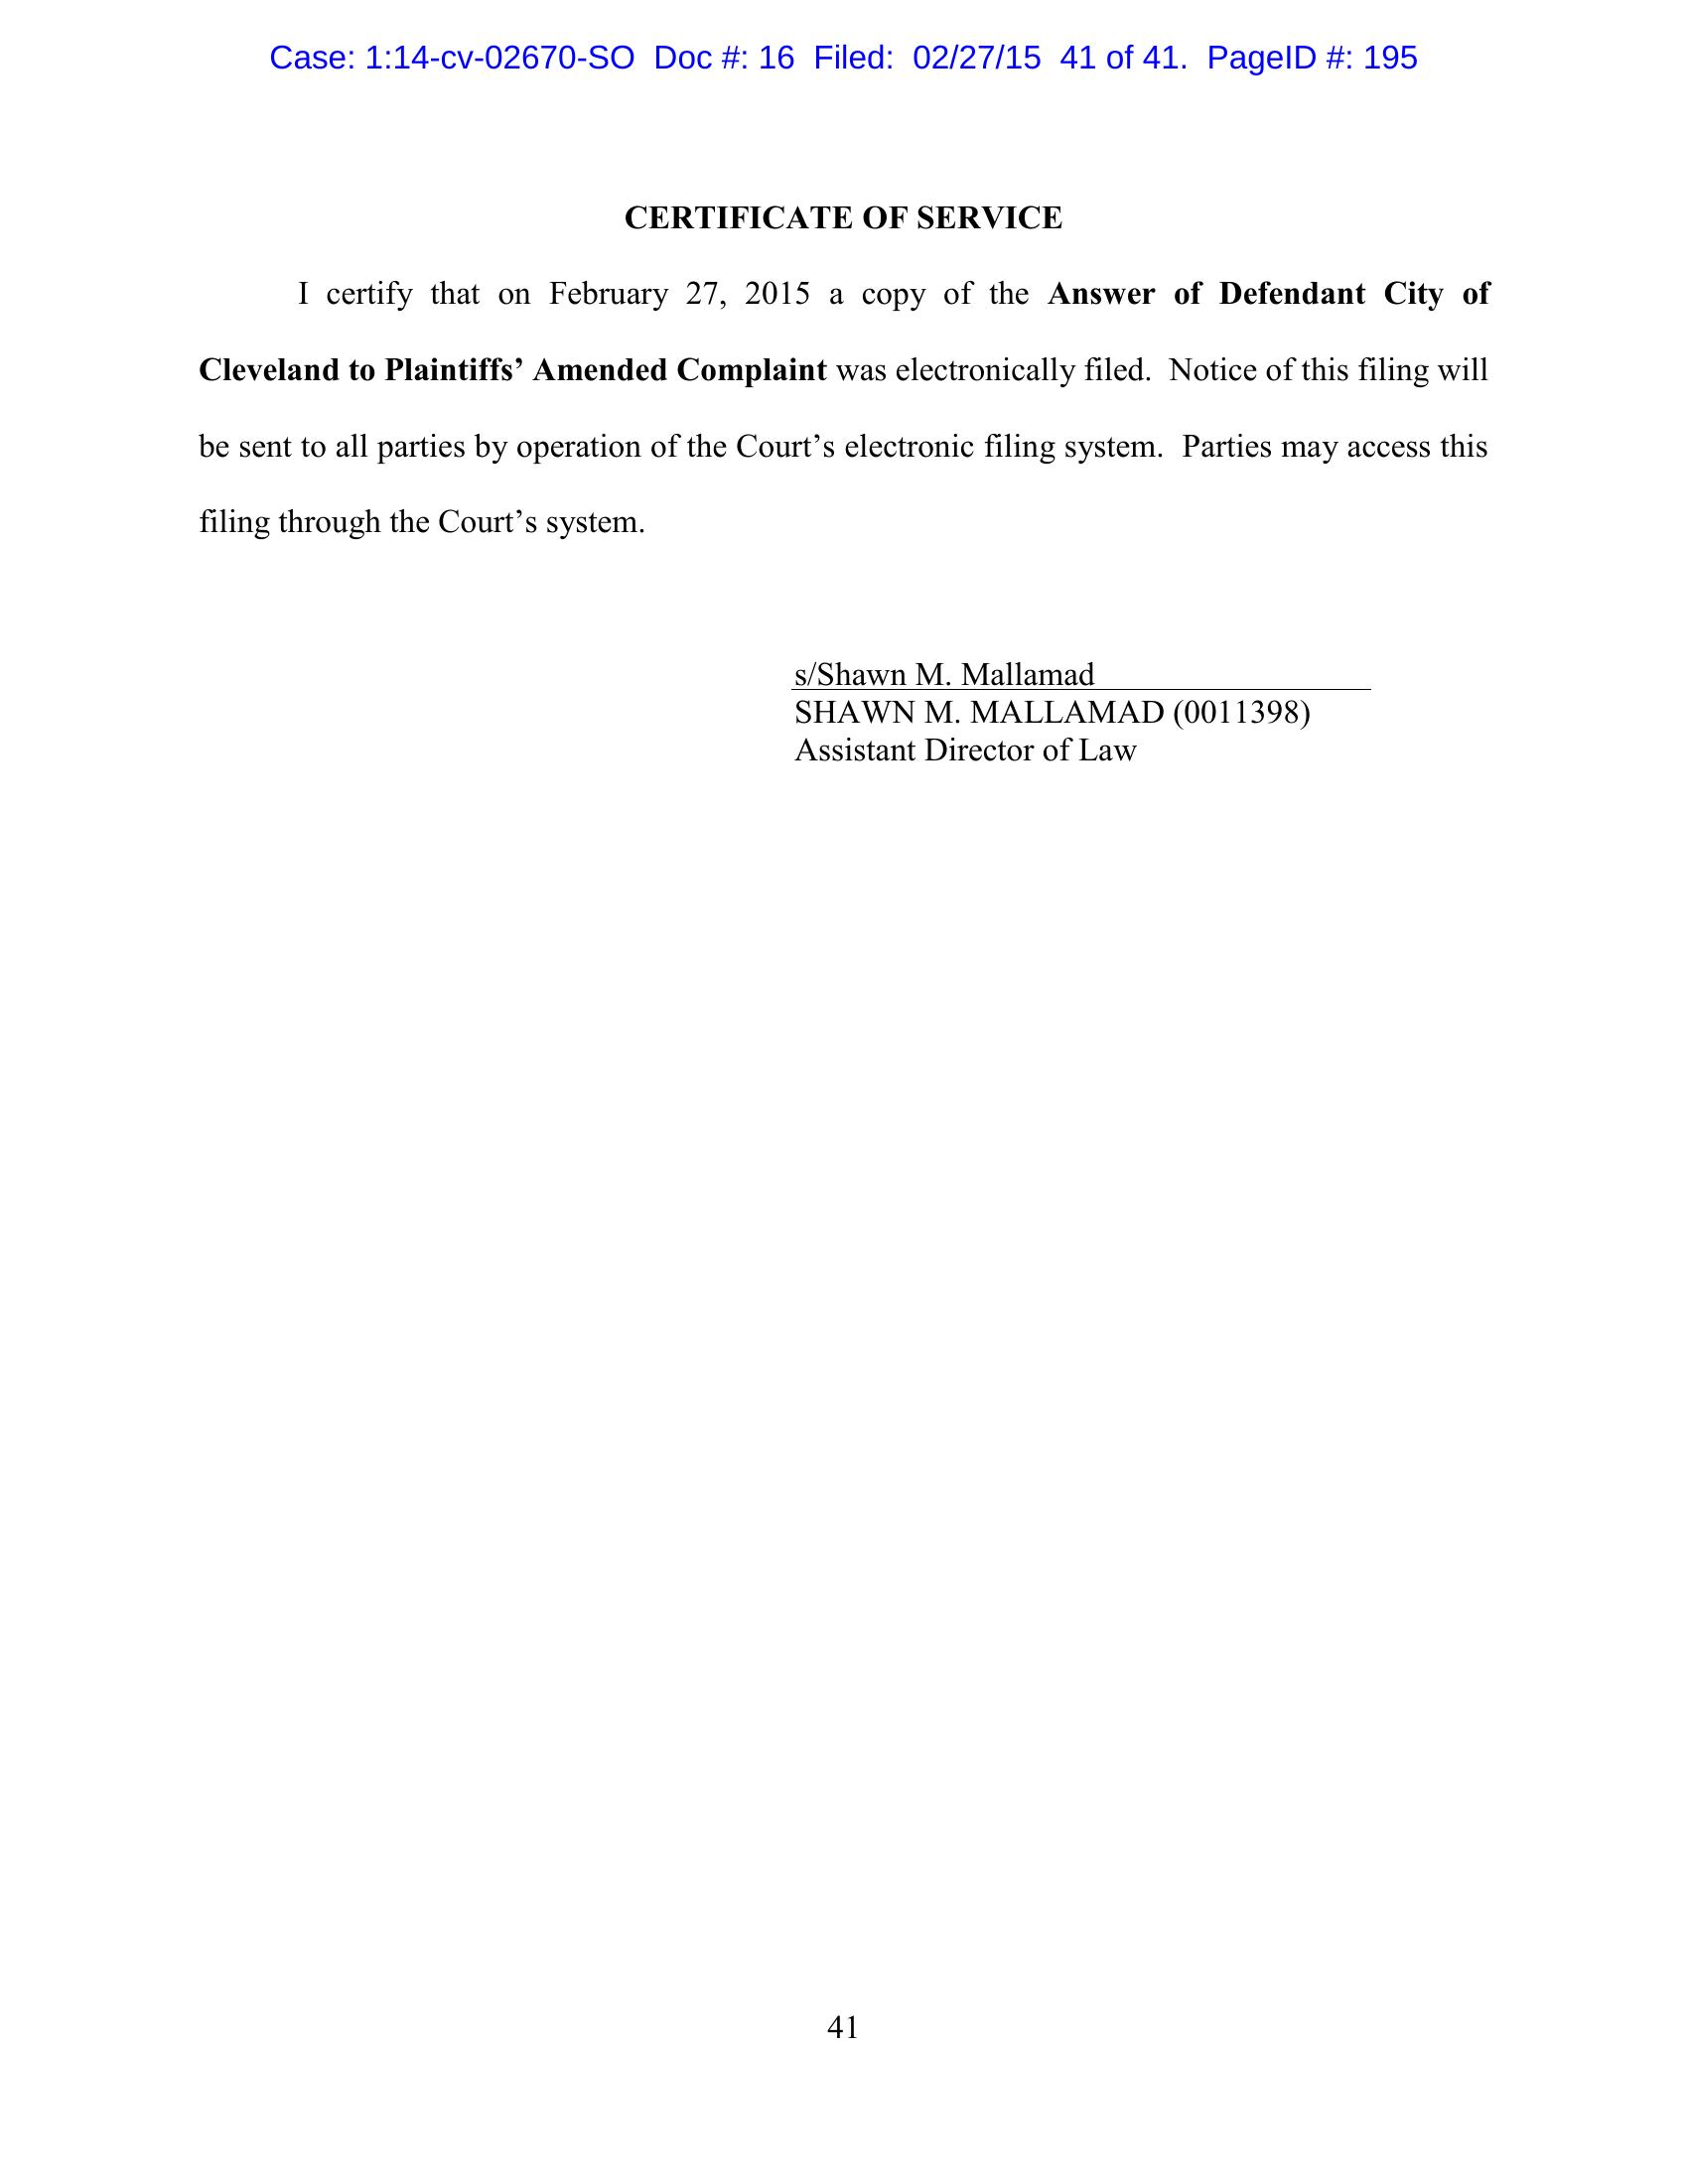 Case: 1:14-cv-02670-SO Doc #: 16 Filed: 02/27/15 41 of 41. PageID #: 195
CERTIFICATE OF SERVICE
I certify that on February 27, 2015 a copy of the Answer of Defendant City of
Cleveland to Plaintiffs’ Amended Complaint was electronically filed. Notice of this filing will
be sent to all parties by operation of the Court’s electronic filing system. Parties may access this
filing through the Court’s system.
s/Shawn M. Mallamad
SHAWN M. MALLAMAD (0011398)
Assistant Director of Law
41